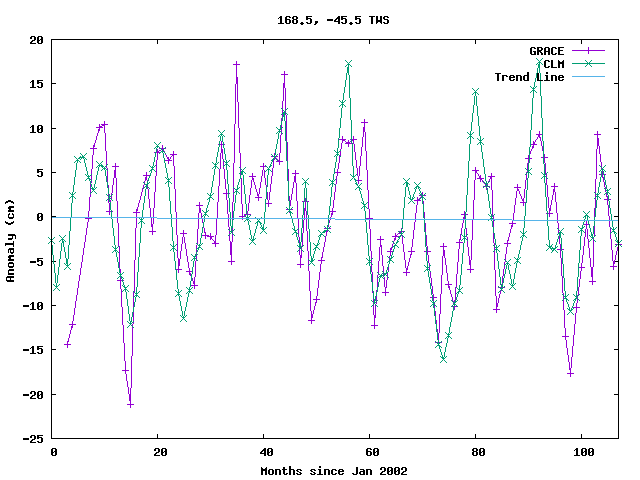 168.5, -45.5 TWS
20
15
10
5
0
-5
-10
-15
-20
-25
Anomaly (cm)
GRACE
CLM
Trend Line
0 20 40 60 80 100
Months since Jan 2002